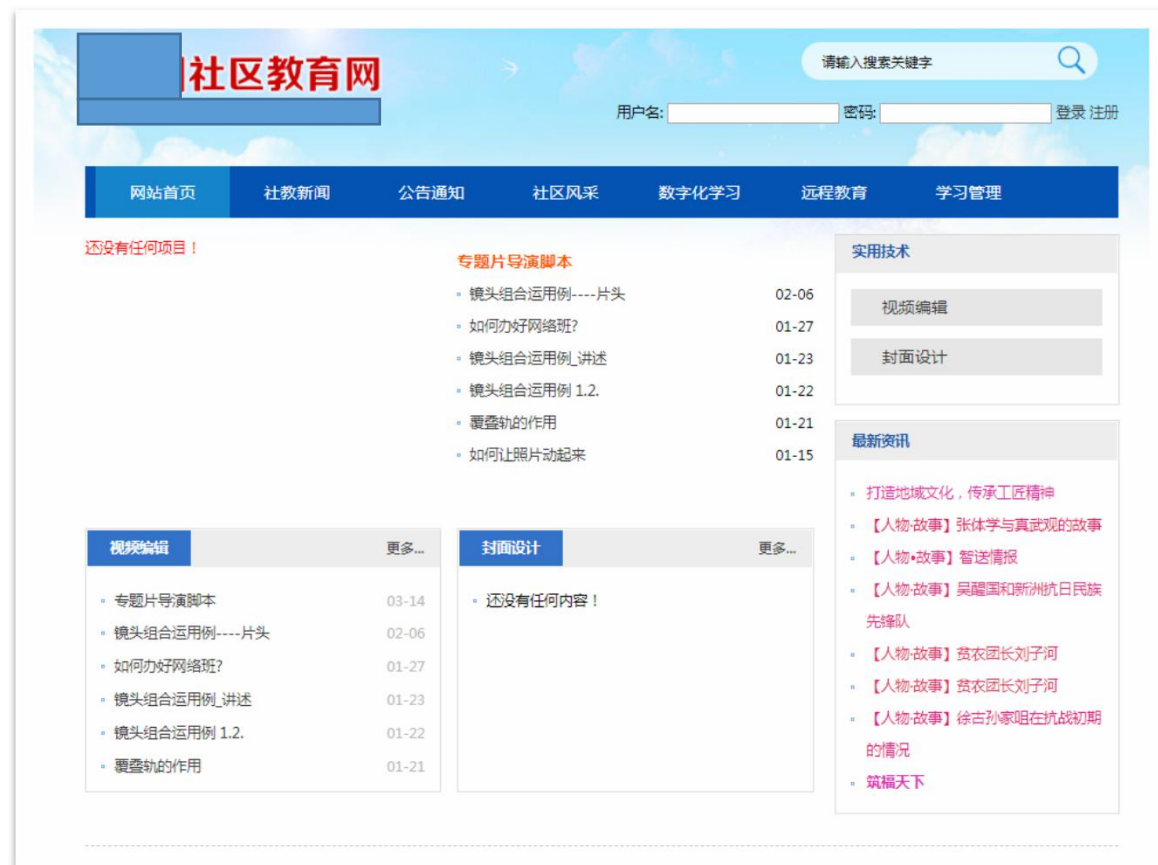 社区教育网
请输入搜索关键字
用户名: 密码: 登录 注册
网站首页 社教新闻 公告通知 社区风采 数字化学习 远程教育 学习管理
还没有任何项目！
专题片导演脚本
镜头组合运用例----片头 02-06
如何办好网络班? 01-27
镜头组合运用例_讲述 01-23
镜头组合运用例 1.2. 01-22
覆叠轨的作用 01-21
如何让照片动起来 01-15
实用技术
视频编辑
封面设计
最新资讯
打造地域文化，传承工匠精神
【人物·故事】张体学与真武观的故事
【人物•故事】智送情报
【人物·故事】吴醒国和新洲抗日民族
先锋队
【人物·故事】贫农团长刘子河
【人物·故事】贫农团长刘子河
【人物·故事】徐古孙家咀在抗战初期
的情况
筑福天下
视频编辑 更多...
专题片导演脚本 03-14
镜头组合运用例----片头 02-06
如何办好网络班? 01-27
镜头组合运用例_讲述 01-23
镜头组合运用例 1.2. 01-22
覆叠轨的作用 01-21
封面设计 更多...
还没有任何内容！